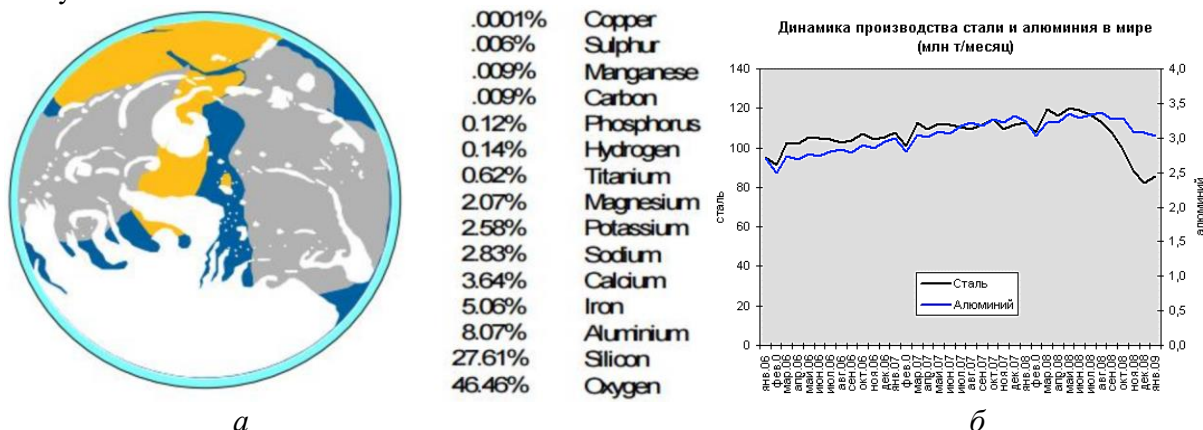 .0001% Copper
.006% Sulphur
.009% Manganese
.009% Carbon
0.12% Phosphorus
0.14% Hydrogen
0.62% Titanium
2.07% Magnesium
2.58% Potassium
2.83% Sodium
3.64% Calcium
5.06% Iron
8.07% Aluminium
27.61% Silicon
46.46% Oxygen
а
Динамика производства стали и алюминия в мире
(млн т/месяц)
140
120
100
80
60
40
20
0
сталь
4,0
3,5
3,0
2,5
2,0
1,5
1,0
0,5
0,0
алюминий
Сталь
Алюминий
янв.06
фев.0
мар.06
апр.06
май.06
июн.06
июл.06
авг.06
сен.06
окт.06
ноя.06
дек.06
янв.07
фев.0
мар.07
апр.07
май.07
июн.07
июл.07
авг.07
сен.07
окт.07
ноя.07
дек.07
янв.08
фев.0
мар.08
апр.08
май.08
июн.08
июл.08
авг.08
сен.08
окт.08
ноя.08
дек.08
янв.09
б